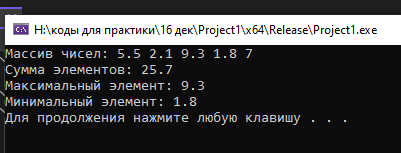 H:\коды для практики\16 дек\Project1\x64\Release\Project1.exe
Массив чисел: 5.5 2.1 9.3 1.8 7
Сумма элементов: 25.7
Максимальный элемент: 9.3
Минимальный элемент: 1.8
Для продолжения нажмите любую клавишу . . .